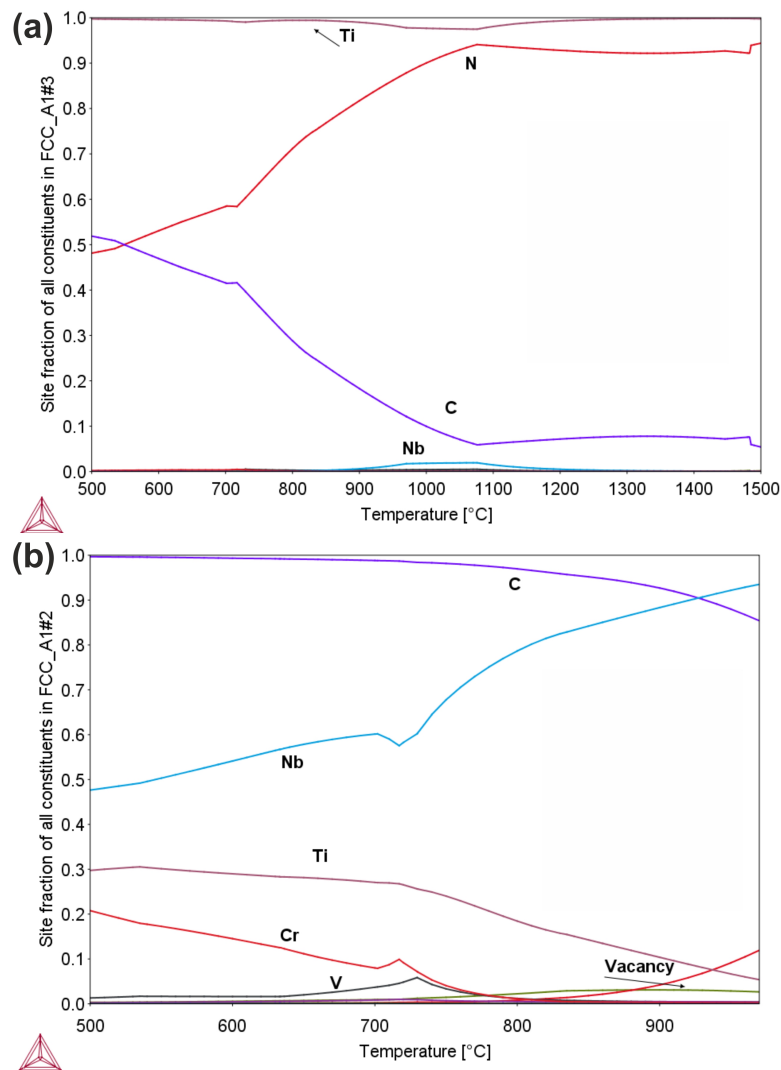 (a)
1.0
0.9
0.8
0.7
0.6
0.5
0.4
0.3
0.2
0.1
0.0
Site fraction of all constituents in FCC_A1#3
Ti
N
C
Nb
500 600 700 800 900 1000 1100 1200 1300 1400 1500
Temperature [°C]
(b)
1.0
0.9
0.8
0.7
0.6
0.5
0.4
0.3
0.2
0.1
0.0
Site fraction of all constituents in FCC_A1#2
C
Nb
Ti
Cr
V
Vacancy
500 600 700 800 900
Temperature [°C]